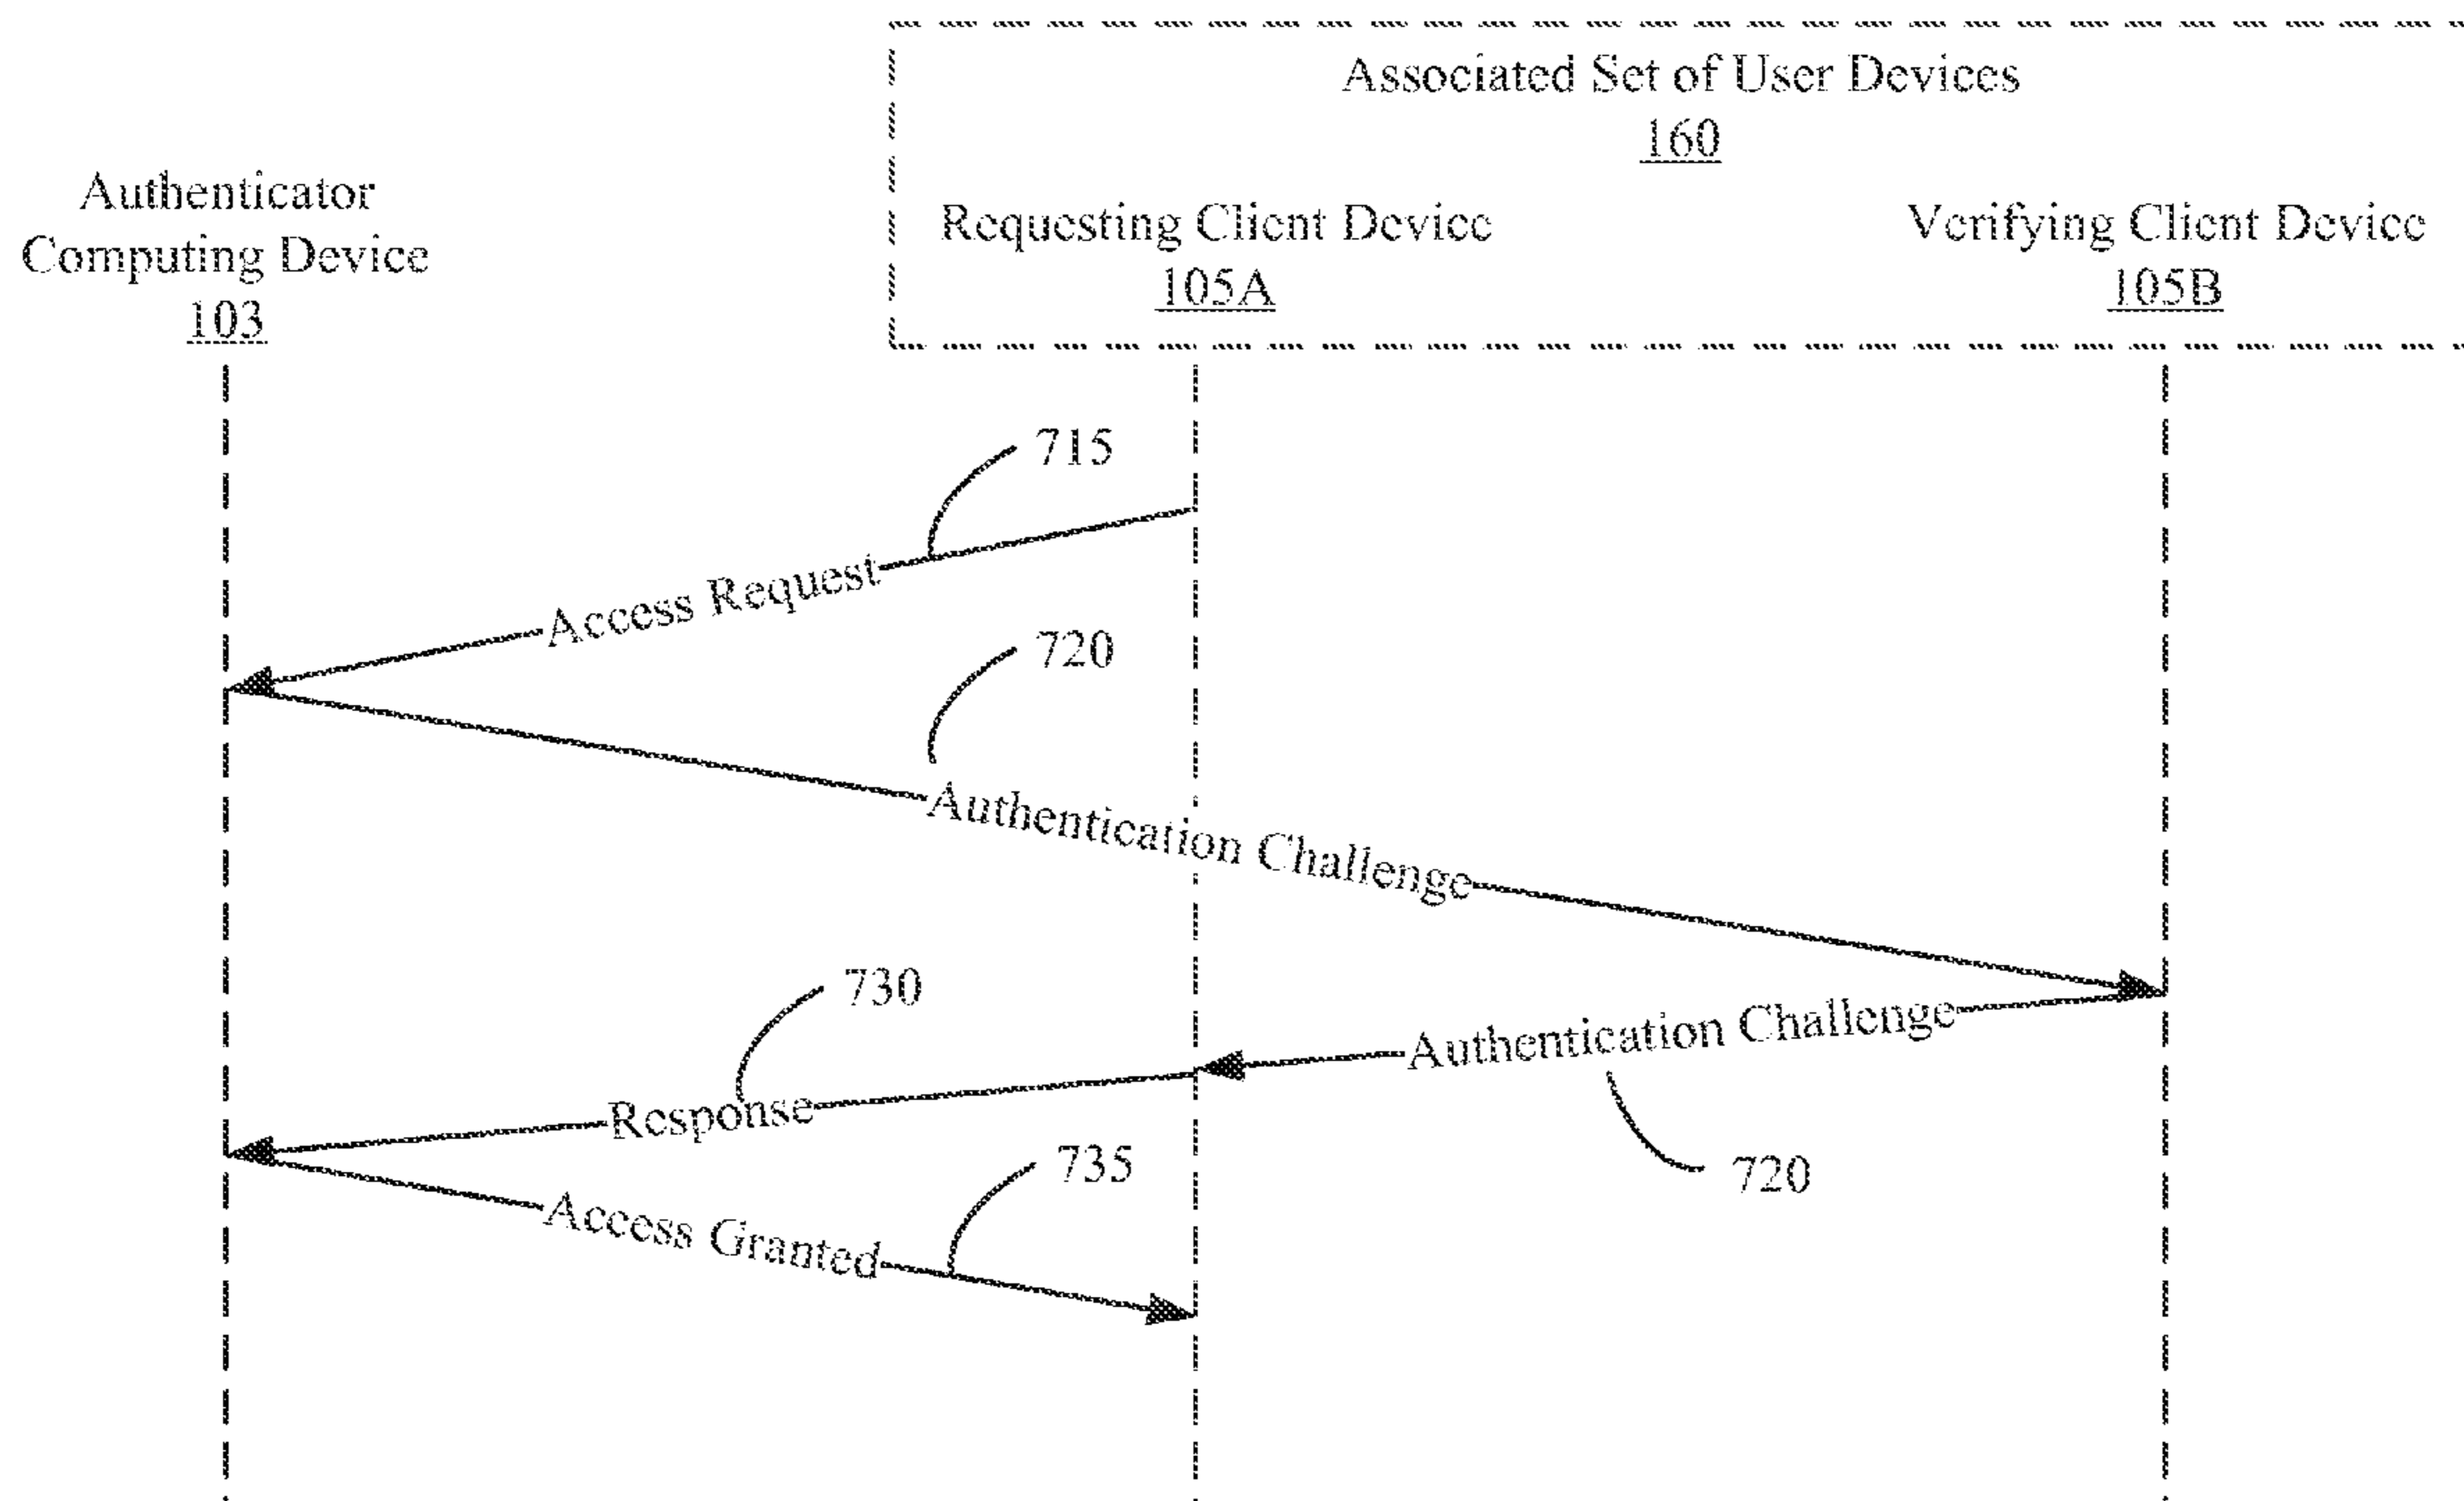 Associated Set of User Devices
160
Authenticator
Computing Device
103
Requesting Client Device
105A
Verifying Client Device
105B
715
Access Request
720
Authentication Challenge
730
Authentication Challenge
Response
735
720
Access Granted